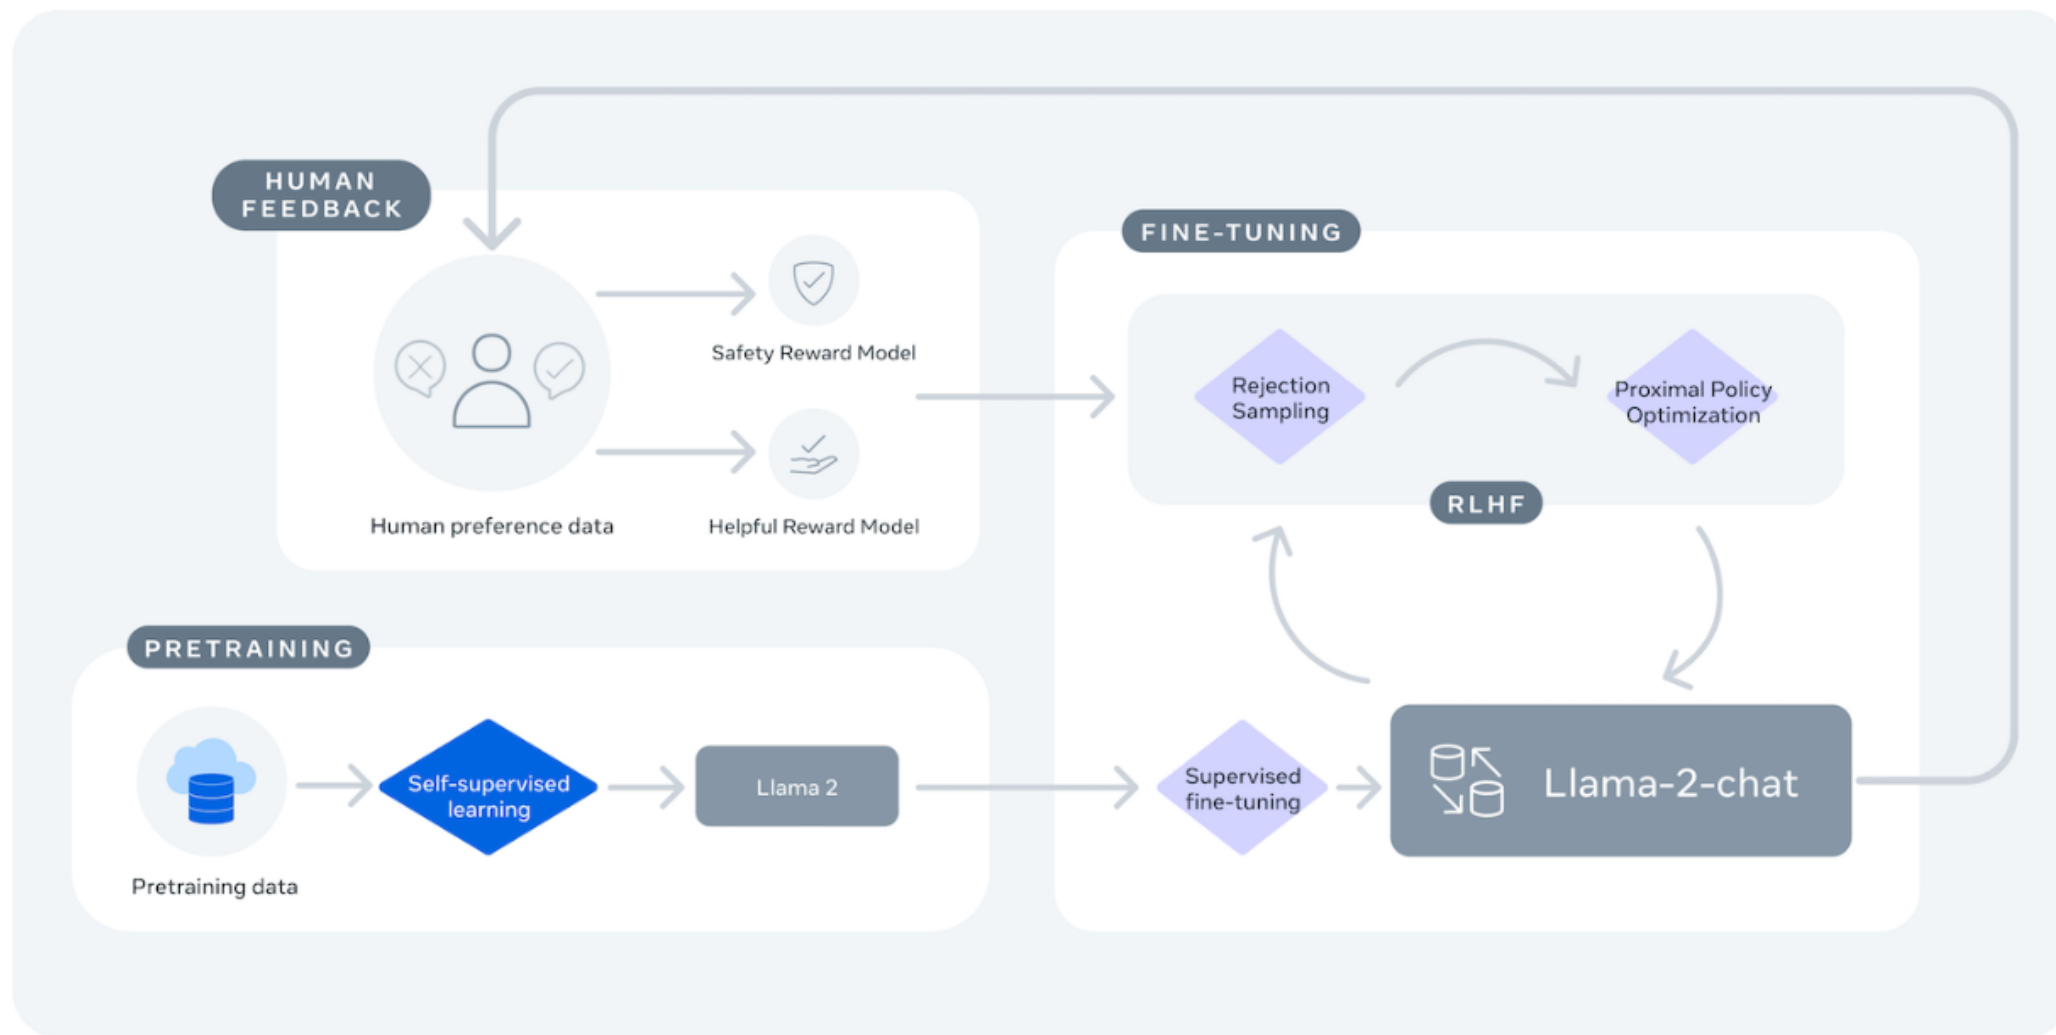 HUMAN
FEEDBACK
Safety Reward Model
Human preference data
Helpful Reward Model
FINE-TUNING
Rejection
Sampling
Proximal Policy
Optimization
RLHF
PRETRAINING
Pretraining data
Self-supervised
learning
Llama 2
Supervised
fine-tuning
Llama-2-chat